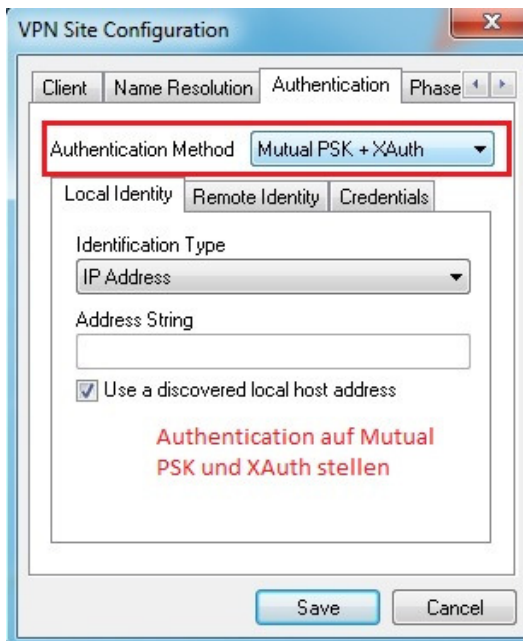 VPN Site Configuration
Client
Name Resolution
Authentication
Phase
Authentication Method
Mutual PSK + XAuth
Local Identity
Remote Identity
Credentials
Identification Type
IP Address
Address String
Use a discovered local host address
Authentication auf Mutual
PSK und XAuth stellen
Save
Cancel